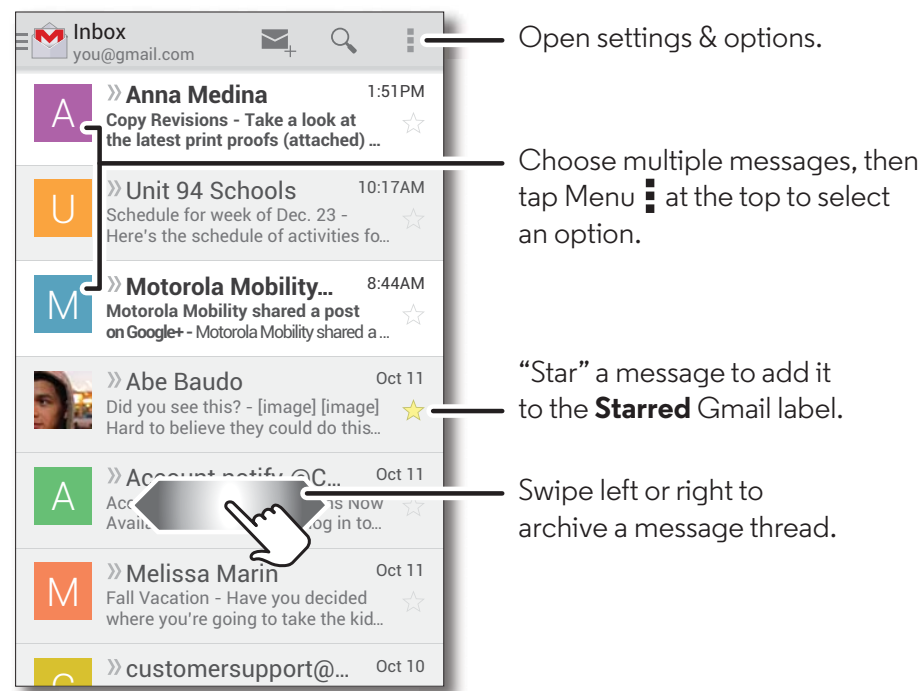 Inbox
you@gmail.com
Open settings & options.
A
» Anna Medina 1:51PM
Copy Revisions - Take a look at
the latest print proofs (attached) ...
Choose multiple messages, then
tap Menu at the top to select
an option.
U
» Unit 94 Schools 10:17AM
Schedule for week of Dec. 23 -
Here's the schedule of activities fo...
M
» Motorola Mobility... 8:44AM
Motorola Mobility shared a post
on Google+ - Motorola Mobility shared a ...
» Abe Baudo Oct 11
Did you see this? - [image] [image]
Hard to believe they could do this...
“Star” a message to add it
to the Starred Gmail label.
A
» Account notify @C... Oct 11
Now
log in to...
Swipe left or right to
archive a message thread.
M
» Melissa Marin Oct 11
Fall Vacation - Have you decided
where you're going to take the kid...
» customersupport@... Oct 10